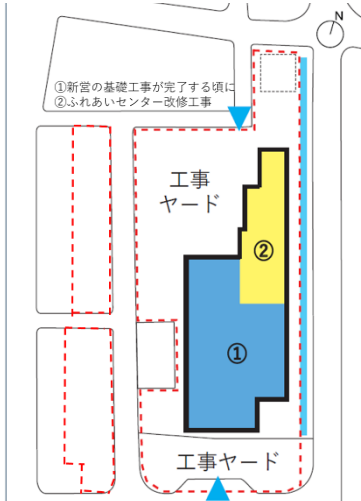 N
①新営の基礎工事が完了する頃に
②ふれあいセンター改修工事
工事
ヤード
②
①
工事ヤード